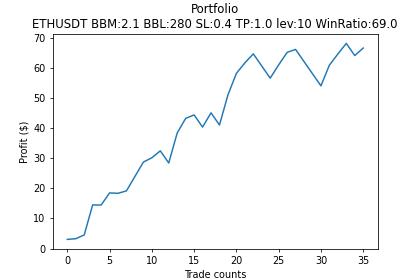 Portfolio
ETHUSDT BBM:2.1 BBL:280 SL:0.4 TP:1.0 lev:10 WinRatio:69.0
Profit ($)
70
60
50
40
30
20
10
0
0 5 10 15 20 25 30 35
Trade counts